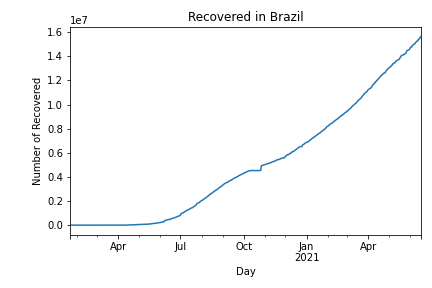 Recovered in Brazil
1e7
1.6
1.4
1.2
1.0
0.8
0.6
0.4
0.2
0.0
Number of Recovered
Apr Jul Oct Jan Apr
2021
Day